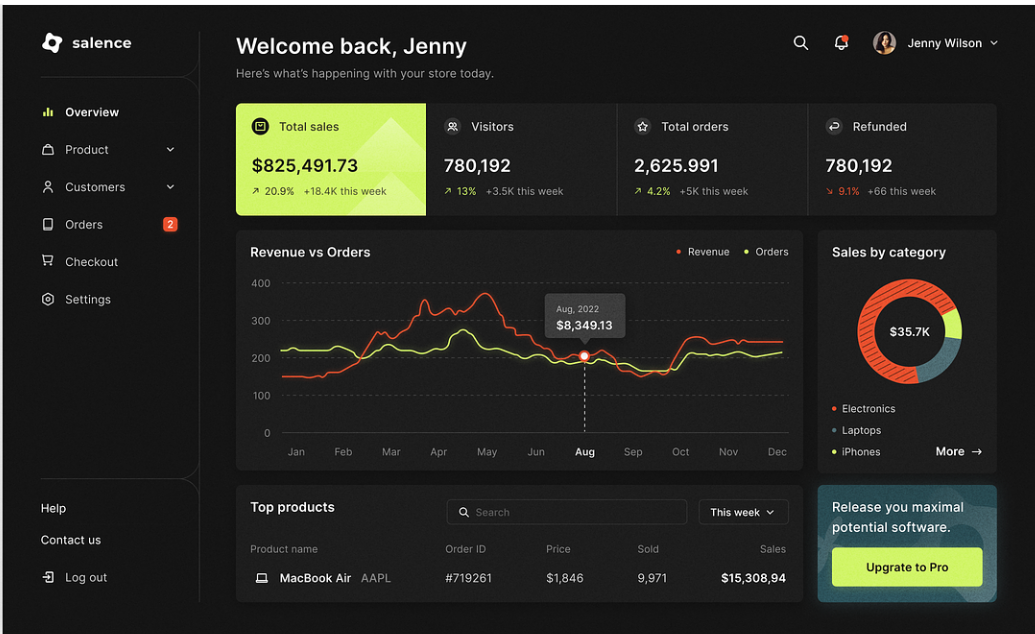 salence
Overview
Product
Customers
Orders 2
Checkout
Settings
Help
Contact us
Log out
Welcome back, Jenny
Here's what's happening with your store today.
Jenny Wilson
Total sales
$825,491.73
20.9% +18.4K this week
Visitors
780,192
13% +3.5K this week
Total orders
2,625.991
4.2% +5K this week
Refunded
780,192
9.1% +66 this week
Revenue vs Orders
Revenue Orders
400
300
200
100
0
Aug, 2022
$8,349.13
Jan Feb Mar Apr May Jun Aug Sep Oct Nov Dec
Sales by category
$35.7K
Electronics
Laptops
iPhones
More →
Top products
Search
This week
Product name Order ID Price Sold Sales
MacBook Air AAPL #719261 $1,846 9,971 $15,308,94
Release you maximal
potential software.
Upgrate to Pro